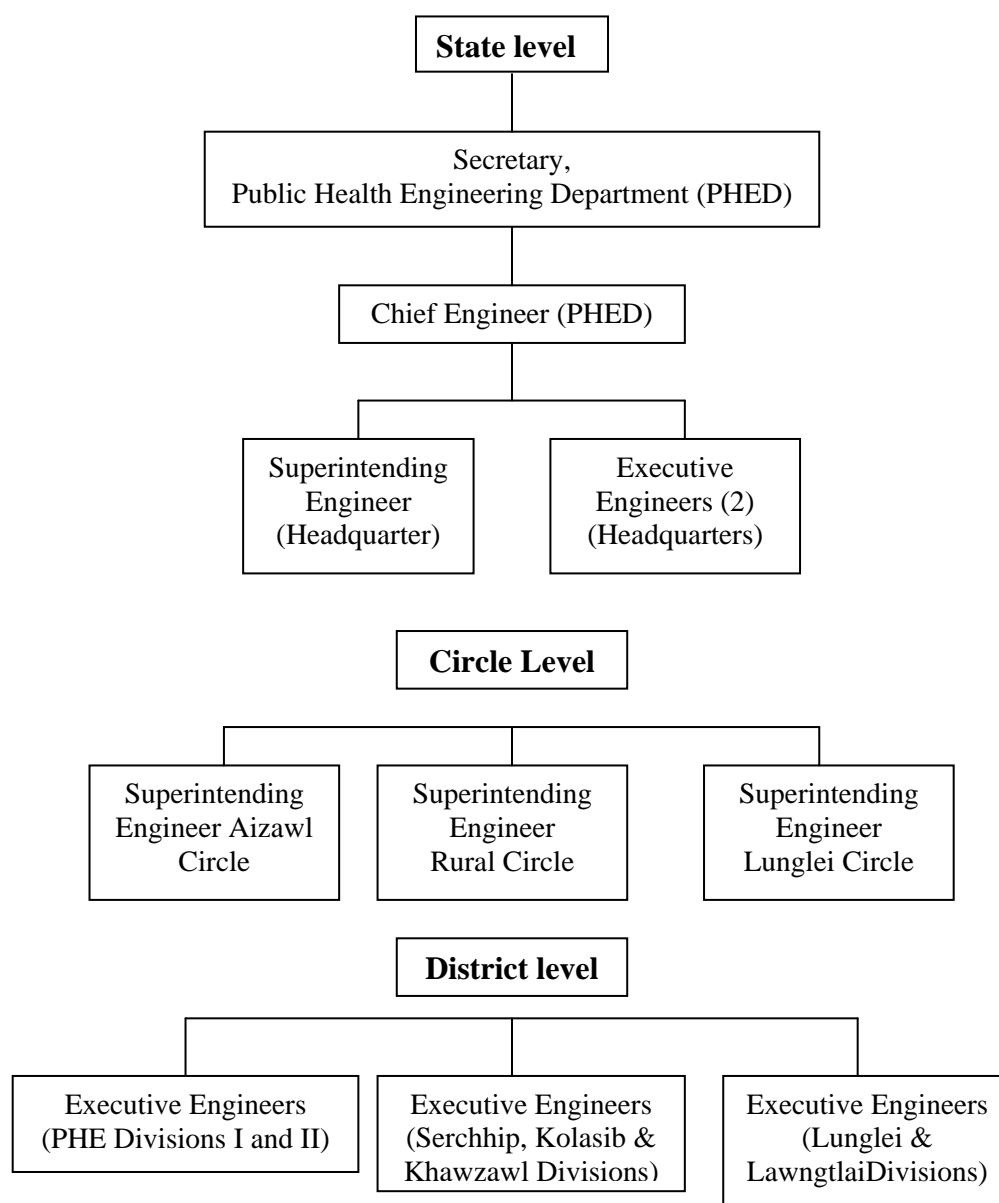 State level
Secretary,
Public Health Engineering Department (PHED)
Chief Engineer (PHED)
Superintending
Engineer
(Headquarter)
Executive
Engineers (2)
(Headquarters)
Circle Level
Superintending
Engineer Aizawl
Circle
Superintending
Engineer
Rural Circle
Superintending
Engineer
Lunglei Circle
District level
Executive Engineers
(PHE Divisions I and II)
Executive Engineers
(Serchhip, Kolasib &
Khawzawl Divisions)
Executive Engineers
(Lunglei &
LawngtlaiDivisions)